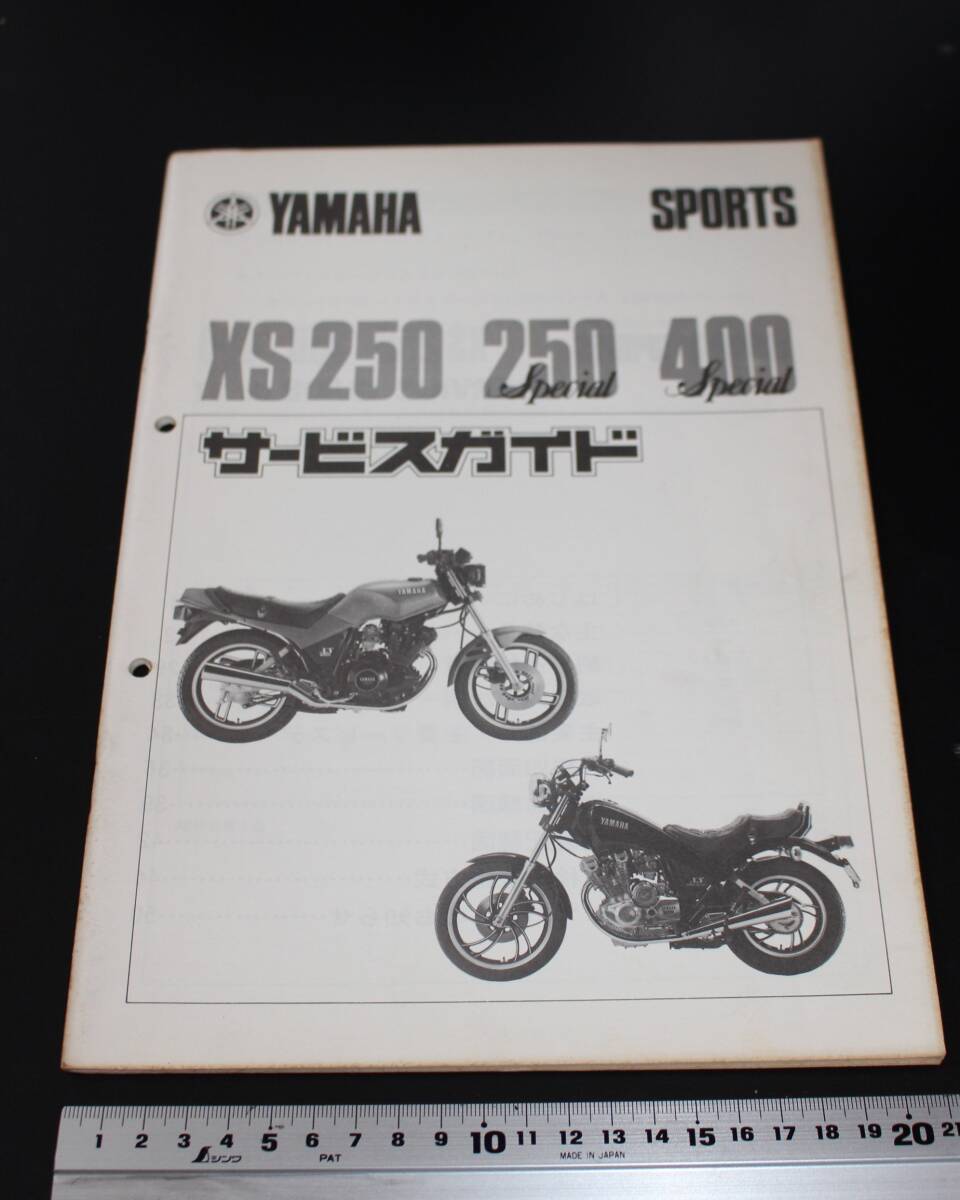 YAMAHA SPORTS
XS 250 250 Special 400 Special
サービスガイド
YAMAHA
YAMAHA
YAMAHA
1 2 3 4 5 6 7 8 9 10 11 12 13 14 15 16 17 18 19 20 21
シンワ PAT MADE IN JAPAN